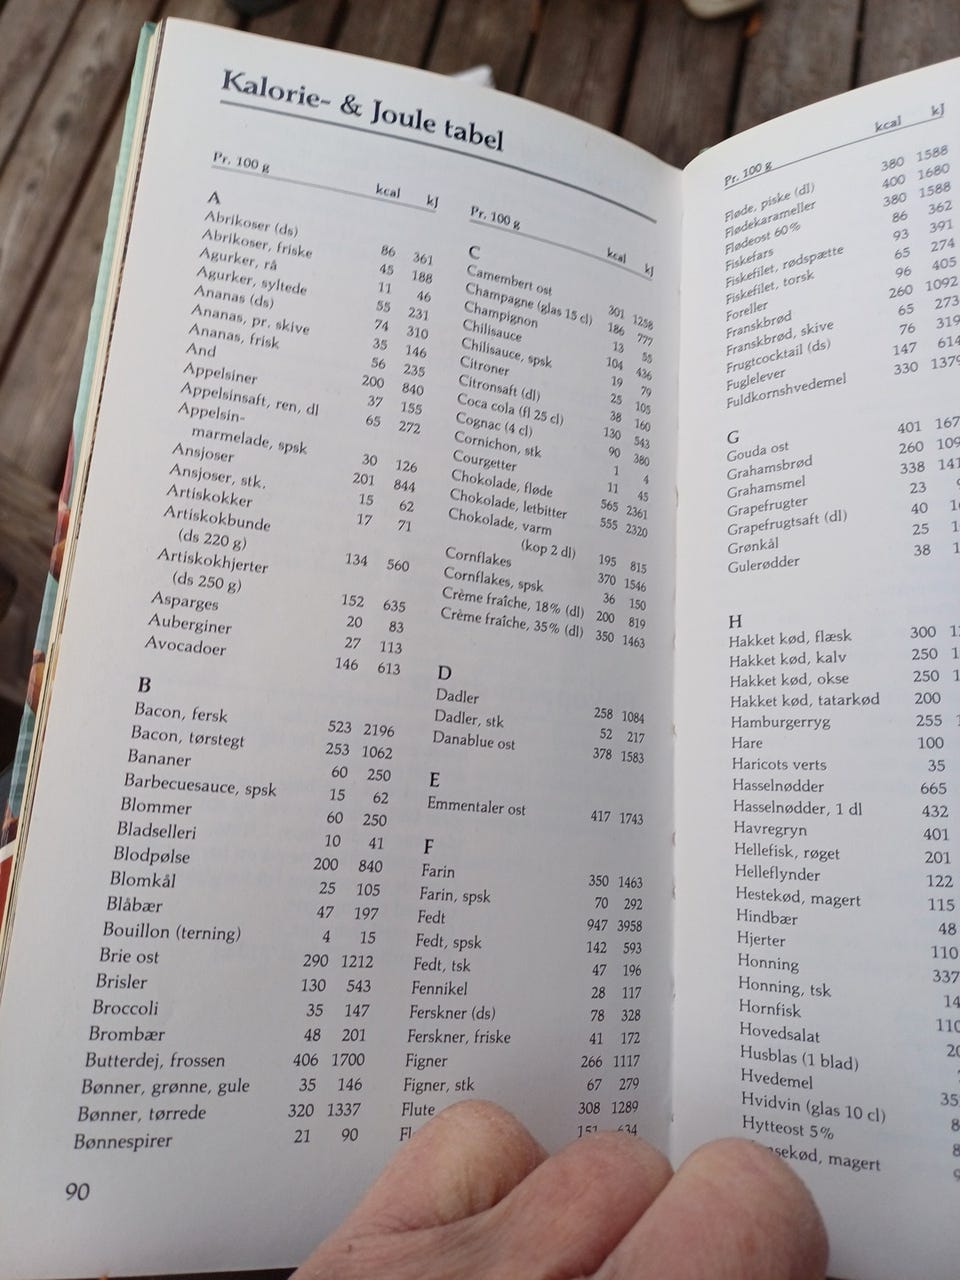 Kalorie- & Joule tabel
Pr. 100 g kcal kJ
A
Abrikoser (ds) 86 361
Abrikoser, friske 45 188
Agurker, rå 11 46
Agurker, syltede 55 231
Ananas (ds) 74 310
Ananas, pr. skive 35 146
Ananas, frisk 56 235
And 200 840
Appelsiner 37 155
Appelsinsaft, ren, dl 65 272
Appelsin-
marmelade, spsk 30 126
Ansjoser 201 844
Ansjoser, stk. 15 62
Artiskokker 17 71
Artiskokbunde
(ds 220 g) 134 560
Artiskokhjerter
(ds 250 g) 152 635
Asparges 20 83
Auberginer 27 113
Avocadoer 146 613
B
Bacon, fersk 523 2196
Bacon, tørstegt 253 1062
Bananer 60 250
Barbecuesauce, spsk 15 62
Blommer 60 250
Bladselleri 10 41
Blodpølse 200 840
Blomkål 25 105
Blåbær 47 197
Bouillon (terning) 4 15
Brie ost 290 1212
Brisler 130 543
Broccoli 35 147
Brombær 48 201
Butterdej, frossen 406 1700
Bønner, grønne, gule 35 146
Bønner, tørrede 320 1337
Bønnespirer 21 90
90
Pr. 100 g kcal kJ
C
Camembert ost 301 1258
Champagne (glas 15 cl) 186 777
Champignon 13 55
Chilisauce 104 436
Chilisauce, spsk 19 79
Citroner 25 105
Citronsaft (dl) 38 160
Coca cola (fl 25 cl) 130 543
Cognac (4 cl) 90 380
Cornichon, stk 1 4
Courgetter 11 45
Chokolade, fløde 565 2361
Chokolade, letbitter 555 2320
Chokolade, varm
(kop 2 dl) 195 815
Cornflakes 370 1546
Cornflakes, spsk 36 150
Crème fraîche, 18% (dl) 200 819
Crème fraîche, 35% (dl) 350 1463
D
Dadler 258 1084
Dadler, stk 52 217
Danablue ost 378 1583
E
Emmentaler ost 417 1743
F
Farin 350 1463
Farin, spsk 70 292
Fedt 947 3958
Fedt, spsk 142 593
Fedt, tsk 47 196
Fennikel 28 117
Ferskner (ds) 78 328
Ferskner, friske 41 172
Figner 266 1117
Figner, stk 67 279
Flute 308 1289
151 634
Pr. 100 g kcal kJ
Fløde, piske (dl) 380 1588
Flødekarameller 400 1680
Flødeost 60% 380 1588
Fiskefars 86 362
Fiskefilet, rødspætte 93 391
Fiskefilet, torsk 65 274
Foreller 96 405
Franskbrød 260 1092
Franskbrød, skive 65 273
Frugtcocktail (ds) 76 319
Fuglelever 147 614
Fuldkornshvedemel 330 1379
G
Gouda ost 401
Grahamsbrød 260
Grahamsmel 338
Grapefrugter 23
Grapefrugtsaft (dl) 40
Grønkål 25
Gulerødder 38
H
Hakket kød, flæsk 300
Hakket kød, kalv 250
Hakket kød, okse 250
Hakket kød, tatarkød 200
Hamburgerryg 255
Hare 100
Haricots verts 35
Hasselnødder 665
Hasselnødder, 1 dl 432
Havregryn 401
Hellefisk, røget 201
Helleflynder 122
Hestekød, magert 115
Hindbær 48
Hjerter 110
Honning 337
Honning, tsk
Hornfisk 110
Hovedsalat
Husblas (1 blad)
Hvedemel
Hvidvin (glas 10 cl)
Hytteost 5%
magert